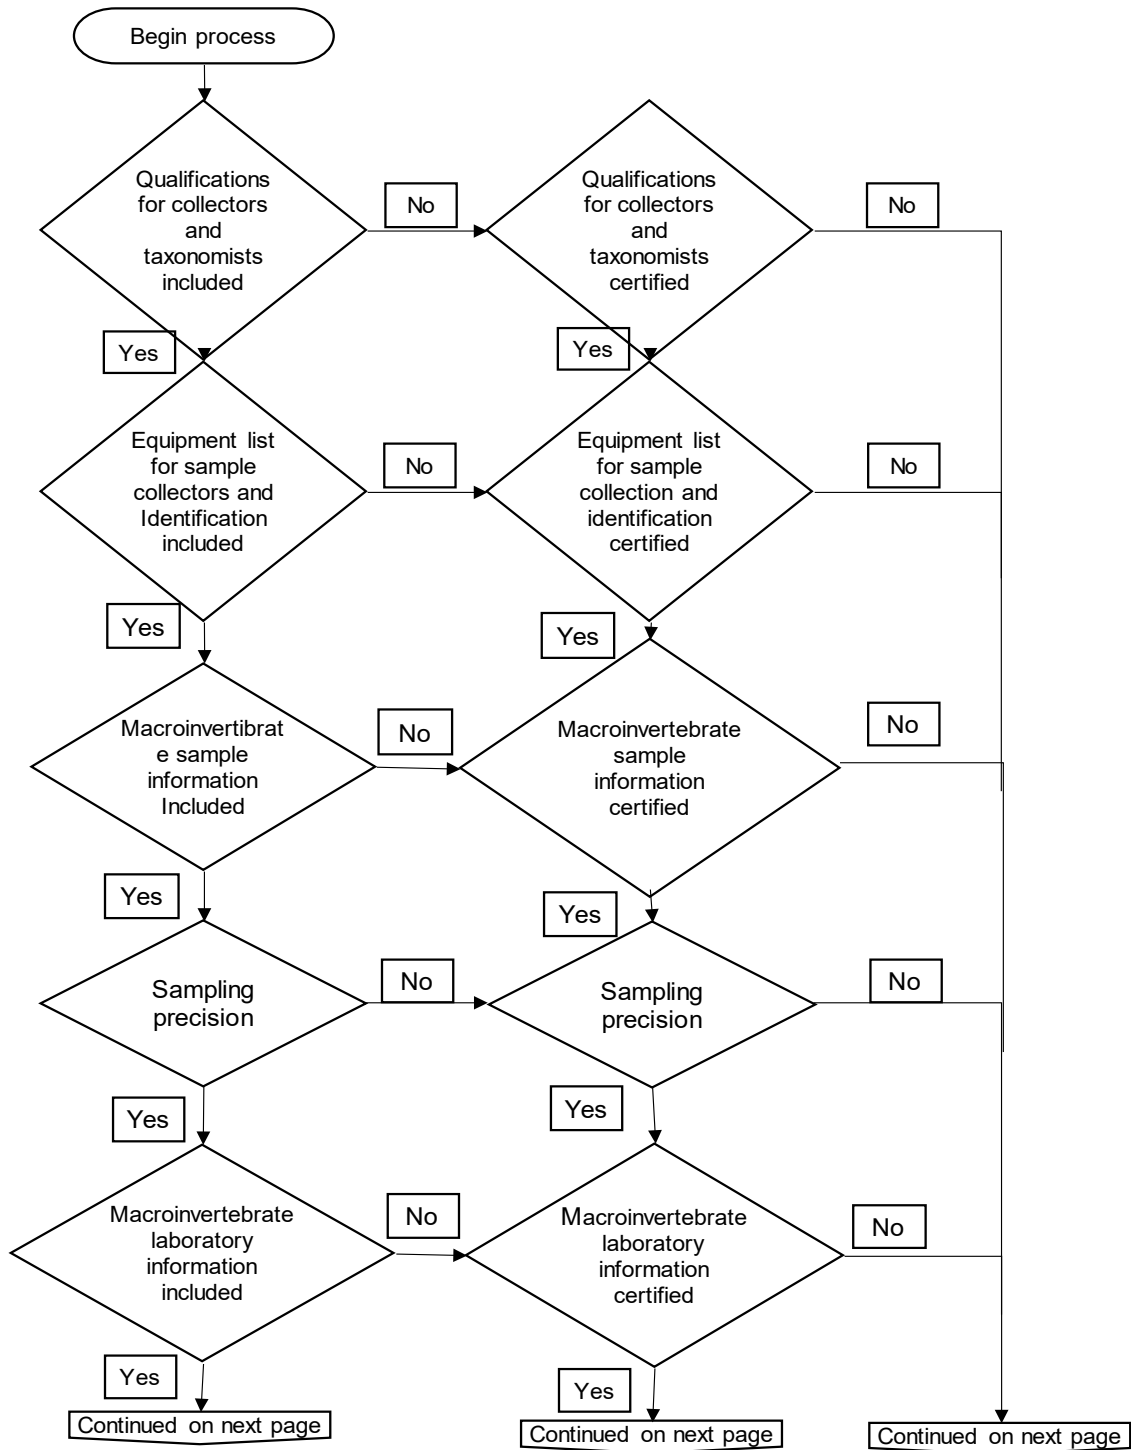 Begin process
Qualifications
for collectors
and
taxonomists
included
No
Qualifications
for collectors
and
taxonomists
certified
No
Yes
Yes
Equipment list
for sample
collectors and
Identification
included
No
Equipment list
for sample
collection and
identification
certified
No
Yes
Yes
Macroinvertibrat
e sample
information
Included
No
Macroinvertebrate
sample
information
certified
No
Yes
Yes
Sampling
precision
No
Sampling
precision
No
Yes
Yes
Macroinvertebrate
laboratory
information
included
No
Macroinvertebrate
laboratory
information
certified
No
Yes
Yes
Continued on next page
Continued on next page
Continued on next page